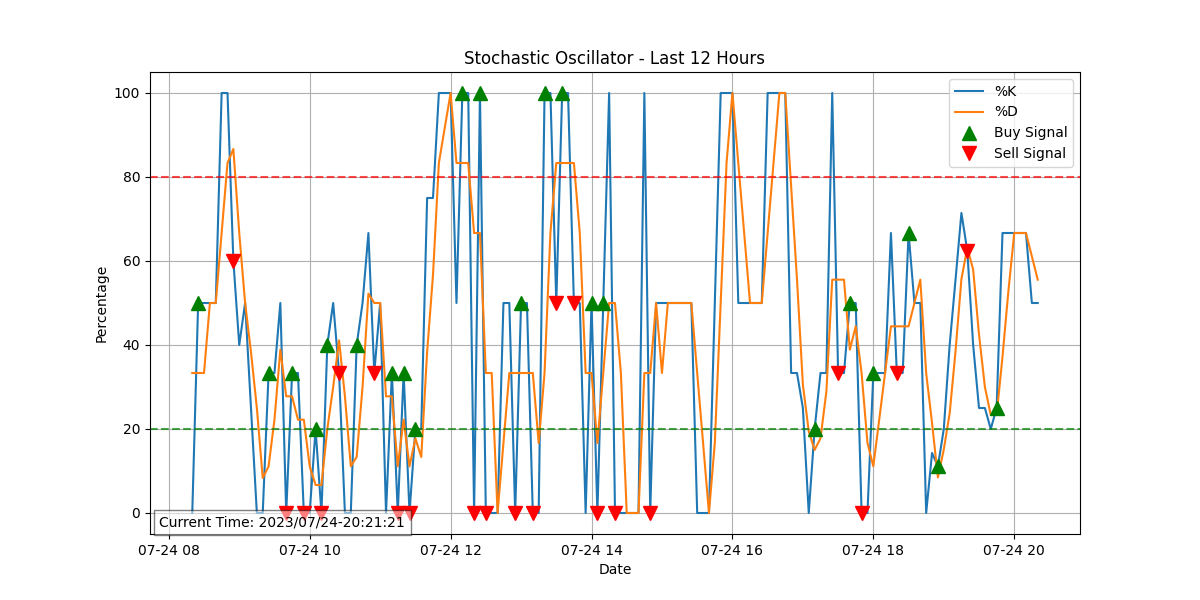 Stochastic Oscillator - Last 12 Hours
%K
%D
Buy Signal
Sell Signal
100
80
60
40
20
0
Percentage
Current Time: 2023/07/24-20:21:21
07-24 08
07-24 10
07-24 12
07-24 14
07-24 16
07-24 18
07-24 20
Date